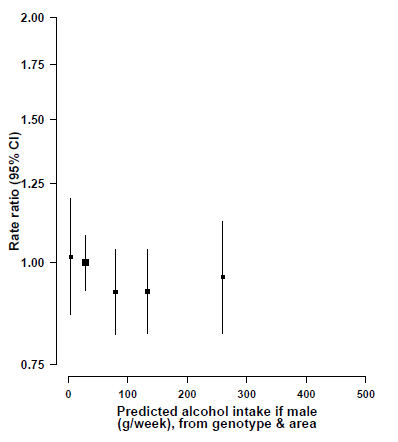 2.00
1.75
1.50
1.25
1.00
0.75
Rate ratio (95% CI)
0 100 200 300 400 500
Predicted alcohol intake if male
(g/week), from genotype & area